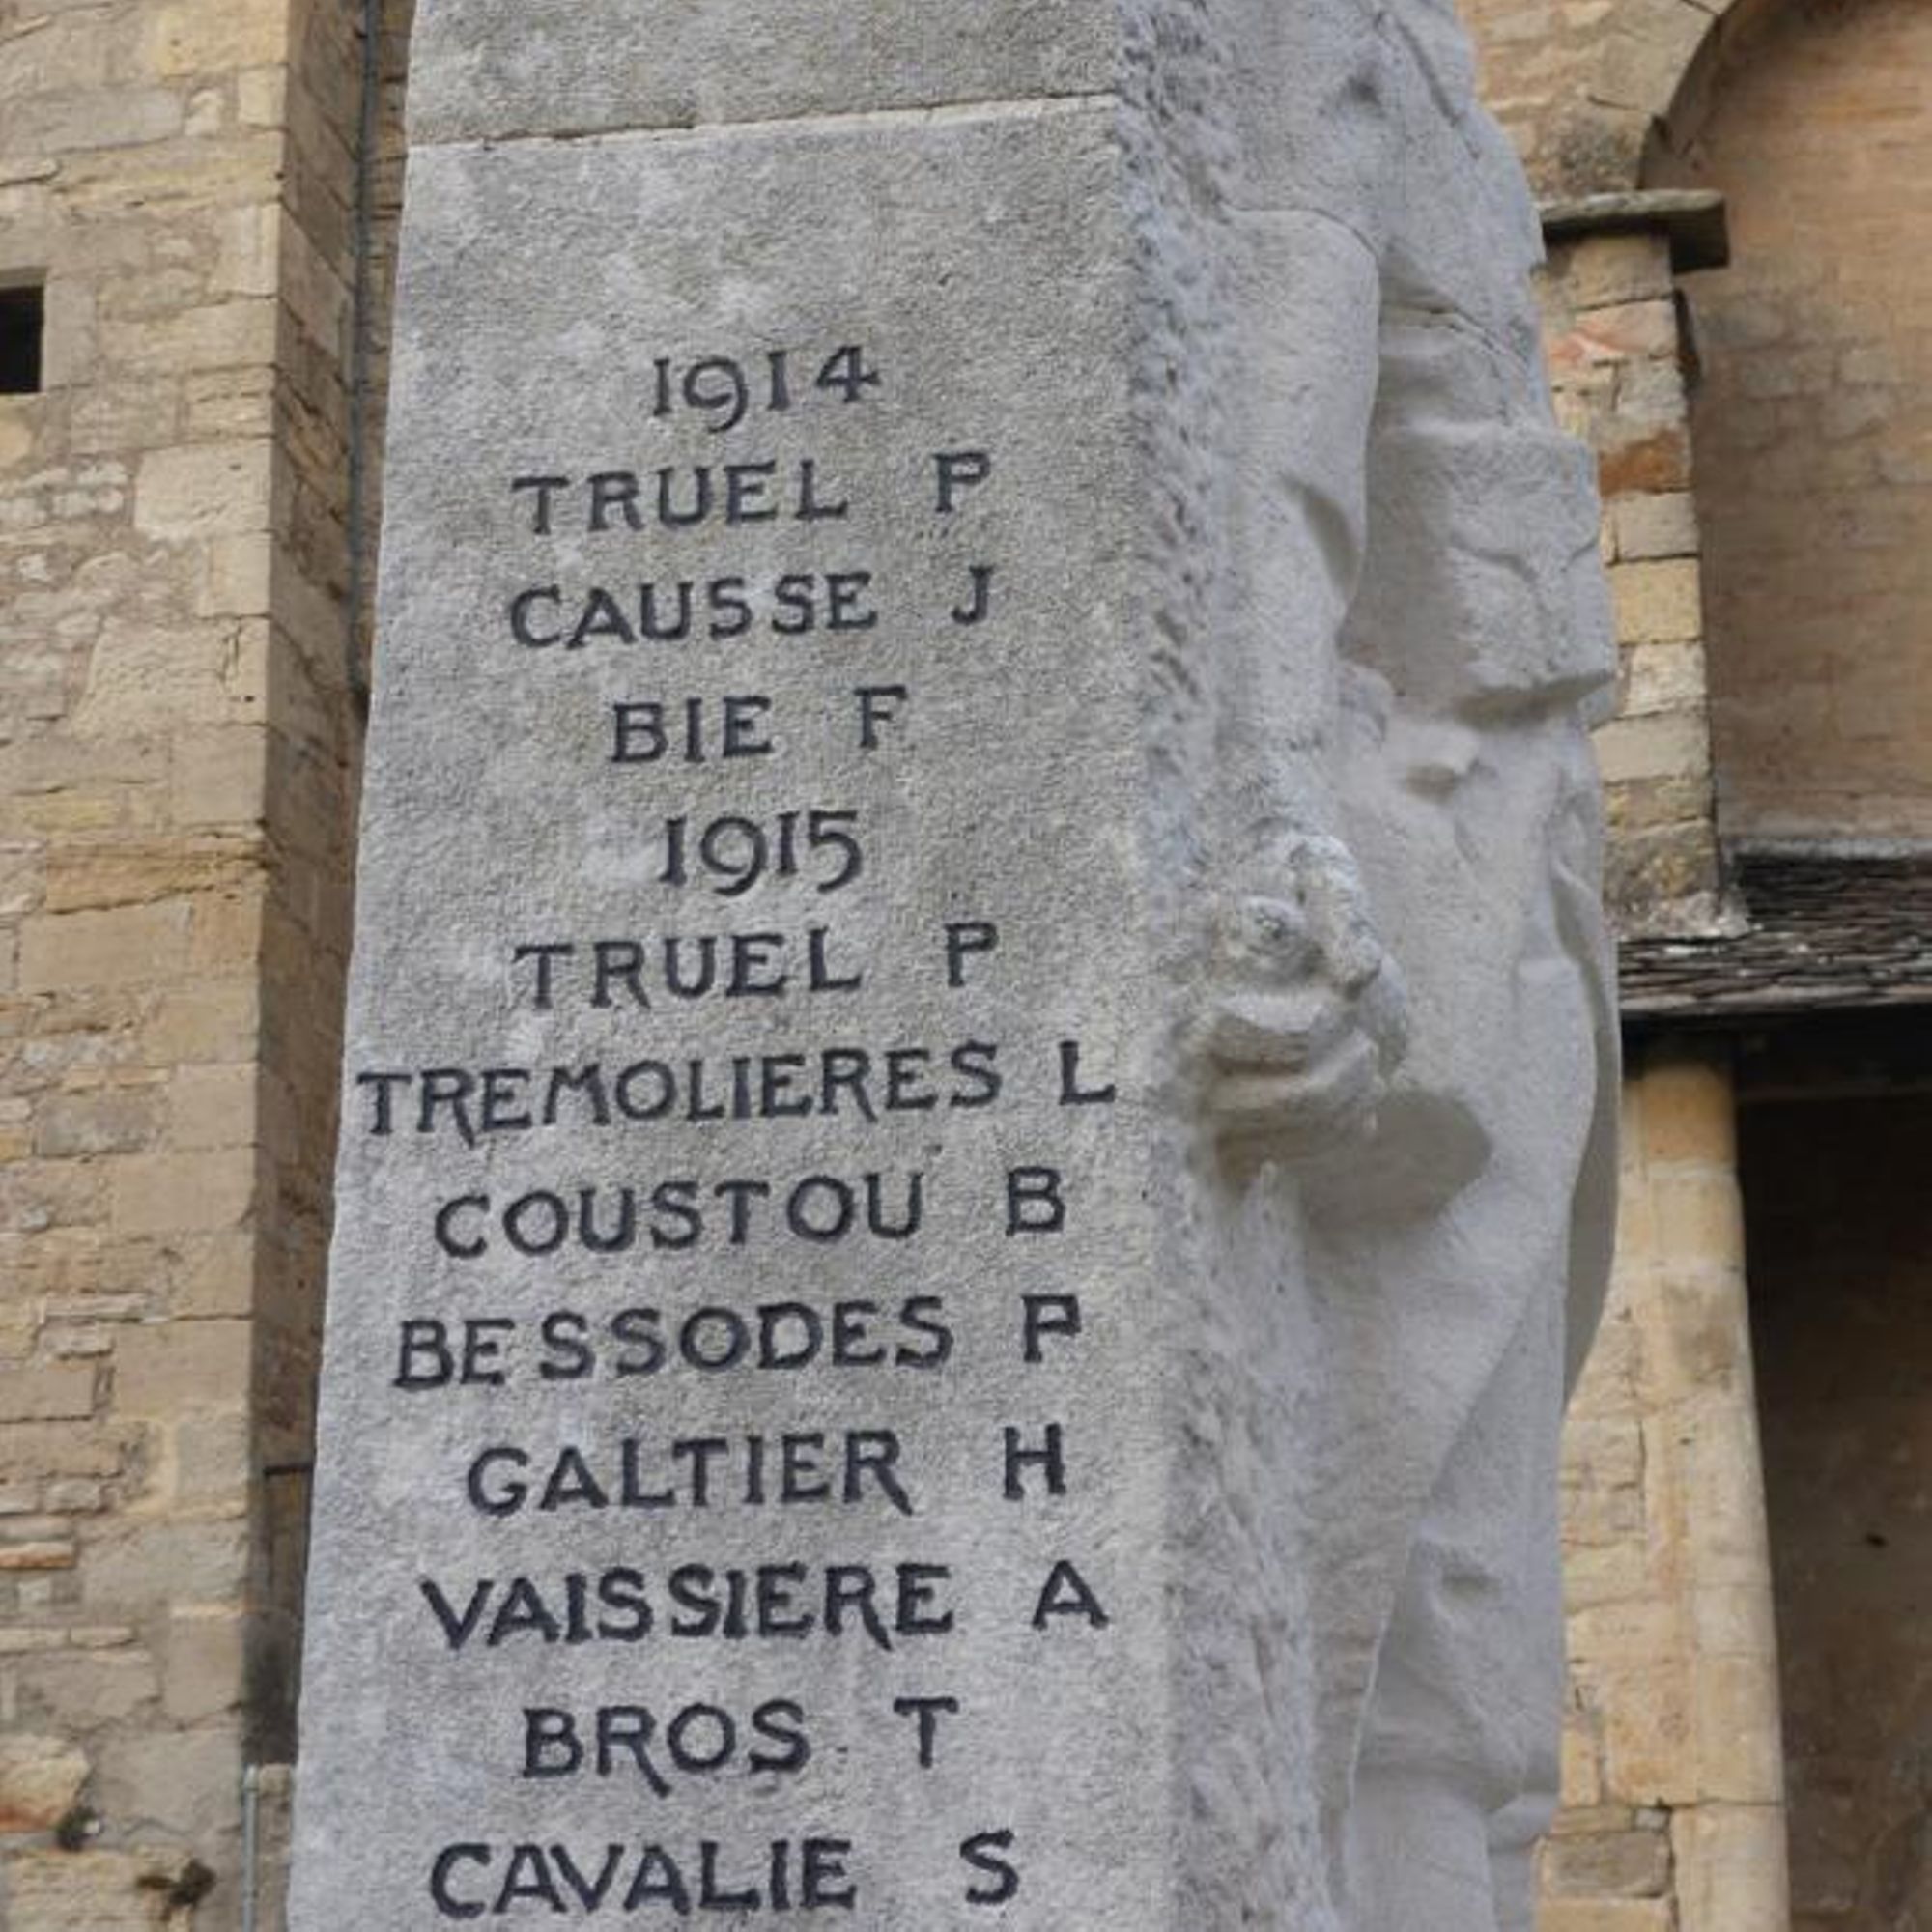 1914
TRUEL P
CAUSSE J
BIE F
1915
TRUEL P
TREMOLIERES L
COUSTOU B
BESSODES P
GALTIER H
VAISSIERE A
BROS T
CAVALIE S